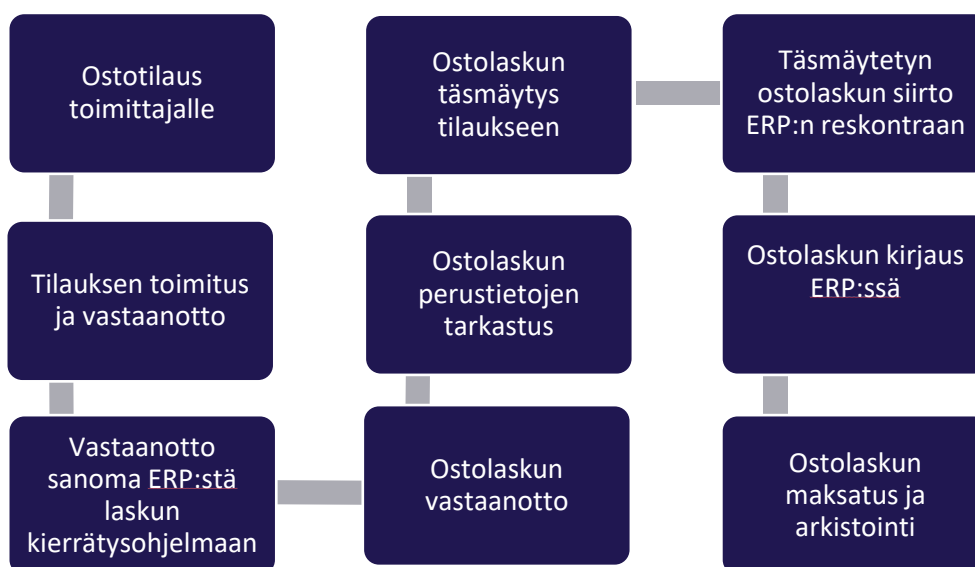 Ostotilaus
toimittajalle
Tilauksen toimitus
ja vastaanotto
Vastaanotto
sanoma ERP:stä
laskun
kierrätysohjelmaan
Ostolaskun
vastaanotto
Ostolaskun
perustietojen
tarkastus
Ostolaskun
täsmäytys
tilaukseen
Täsmäytetyn
ostolaskun siirto
ERP:n reskontraan
Ostolaskun kirjaus
ERP:ssä
Ostolaskun
maksatus ja
arkistointi